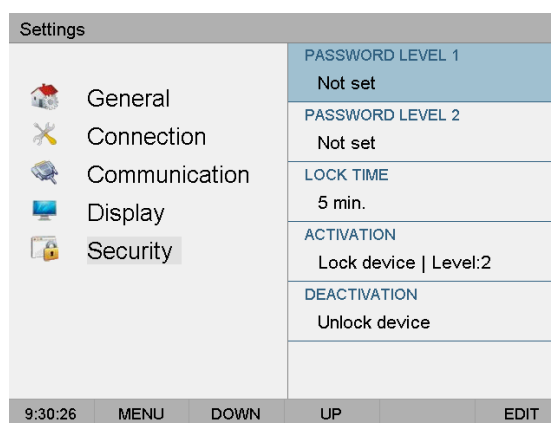 Settings
General
Connection
Communication
Display
Security
PASSWORD LEVEL 1
Not set
PASSWORD LEVEL 2
Not set
LOCK TIME
5 min.
ACTIVATION
Lock device | Level:2
DEACTIVATION
Unlock device
9:30:26 MENU DOWN UP EDIT